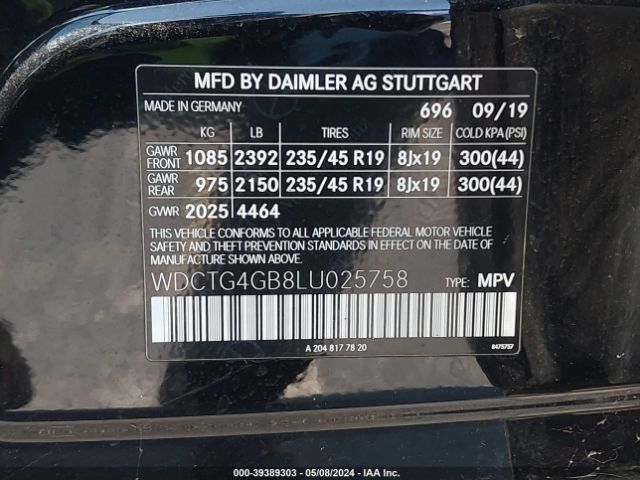 MFD BY DAIMLER AG STUTTGART
MADE IN GERMANY 696 09/19
KG LB TIRES RIM SIZE COLD KPA (PSI)
GAWR FRONT 1085 2392 235/45 R19 8Jx19 300(44)
GAWR REAR 975 2150 235/45 R19 8Jx19 300(44)
GVWR 2025 4464
THIS VEHICLE CONFORMS TO ALL APPLICABLE FEDERAL MOTOR VEHICLE
SAFETY AND THEFT PREVENTION STANDARDS IN EFFECT ON THE DATE OF
MANUFACTURE SHOWN ABOVE.
WDCTG4GB8LU025758 TYPE: MPV
A 204 817 78 20 8475757
000-39389303 - 05/08/2024 - IAA Inc.